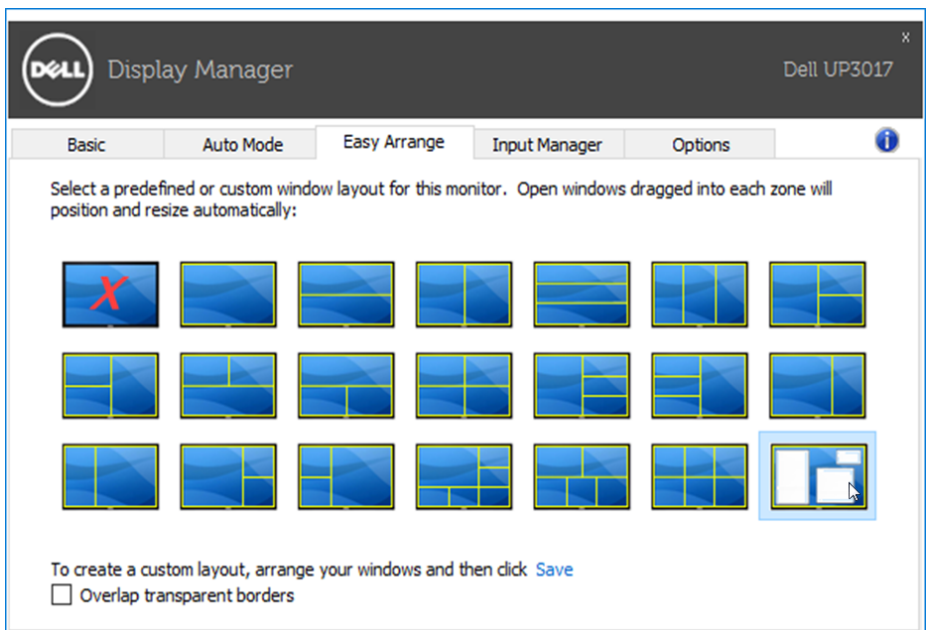 x
DELL Display Manager Dell UP3017
Basic Auto Mode Easy Arrange Input Manager Options i
Select a predefined or custom window layout for this monitor. Open windows dragged into each zone will
position and resize automatically:
X
To create a custom layout, arrange your windows and then click Save
Overlap transparent borders